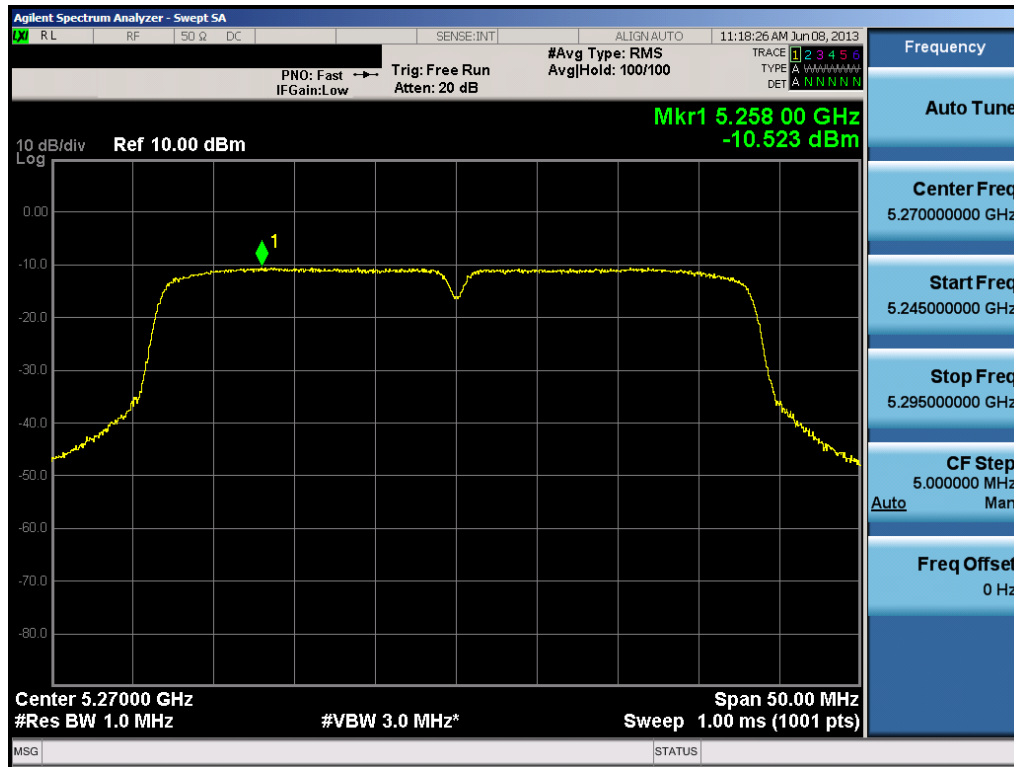 Agilent Spectrum Analyzer - Swept SA
LXI RL RF 50 Ω DC SENSE:INT ALIGN AUTO 11:18:26 AM Jun 08, 2013
PNO: Fast
IFGain:Low
Trig: Free Run
Atten: 20 dB
#Avg Type: RMS
Avg|Hold: 100/100
TRACE 1 2 3 4 5 6
TYPE A WWWWW
DET A N N N N N
Mkr1 5.258 00 GHz
-10.523 dBm
10 dB/div
Log
Ref 10.00 dBm
1
0.00
-10.0
-20.0
-30.0
-40.0
-50.0
-60.0
-70.0
-80.0
Center 5.27000 GHz
#Res BW 1.0 MHz
#VBW 3.0 MHz*
Span 50.00 MHz
Sweep 1.00 ms (1001 pts)
MSG
STATUS
Frequency
Auto Tune
Center Freq
5.270000000 GHz
Start Freq
5.245000000 GHz
Stop Freq
5.295000000 GHz
CF Step
5.000000 MHz
Auto Man
Freq Offset
0 Hz